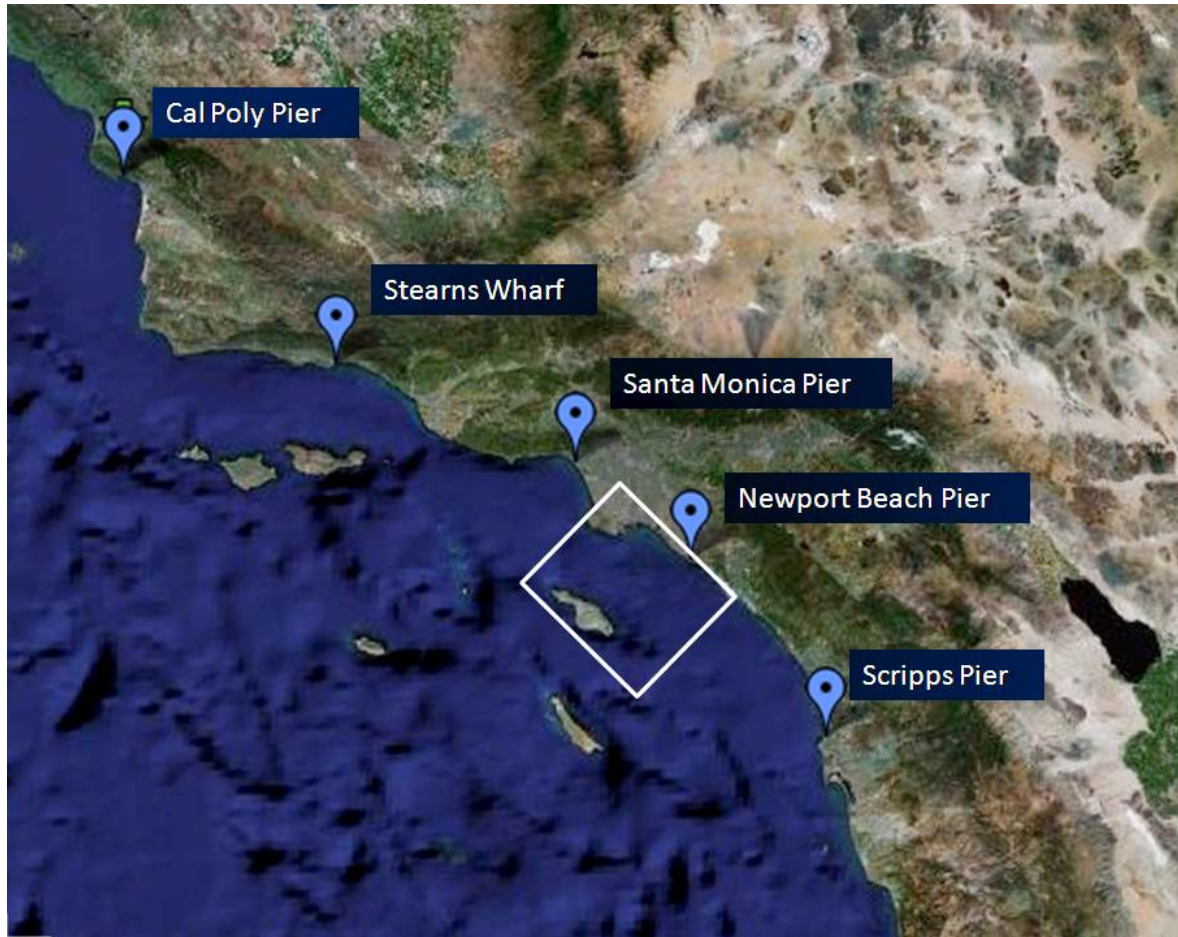 Cal Poly Pier
Stearns Wharf
Santa Monica Pier
Newport Beach Pier
Scripps Pier